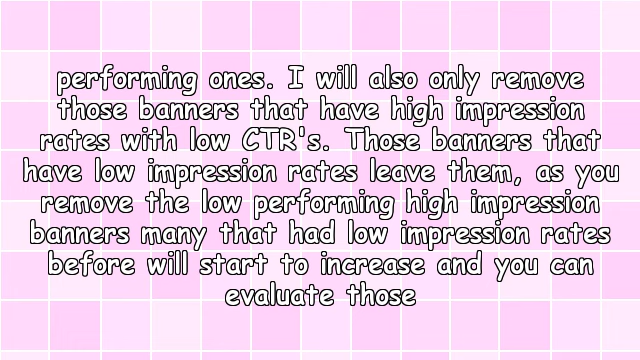 performing ones. I will also only remove
those banners that have high impression
rates with low CTR's. Those banners that
have low impression rates leave them, as you
remove the low performing high impression
banners many that had low impression rates
before will start to increase and you can
evaluate those